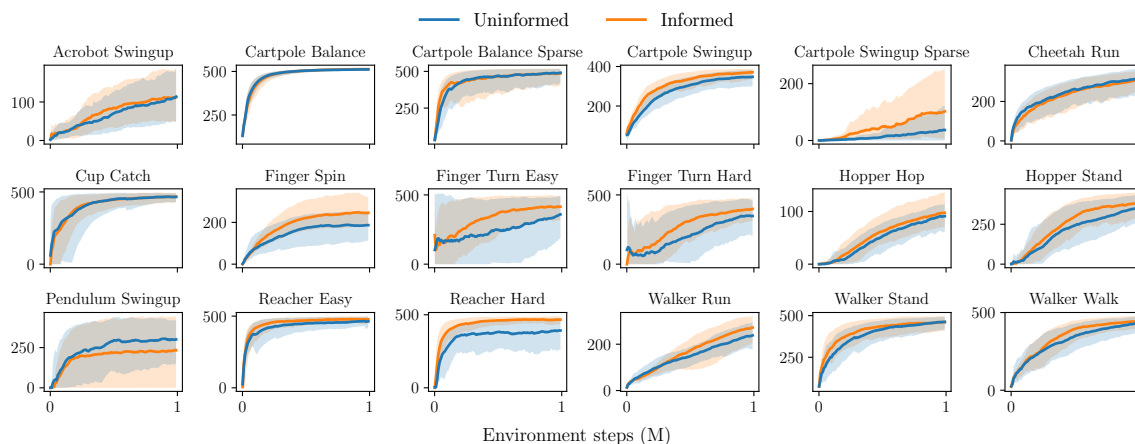 Uninformed Informed
Acrobot Swingup Cartpole Balance Cartpole Balance Sparse Cartpole Swingup Cartpole Swingup Sparse Cheetah Run
100 0 500 250 500 250 400 200 200 0 200 0
Cup Catch Finger Spin Finger Turn Easy Finger Turn Hard Hopper Hop Hopper Stand
500 0 200 0 500 0 500 0 100 0 250 0
Pendulum Swingup Reacher Easy Reacher Hard Walker Run Walker Stand Walker Walk
250 0 500 0 500 0 200 0 500 250 500 0
0 1 0 1 0 1 0 1 0 1 0 1
Environment steps (M)